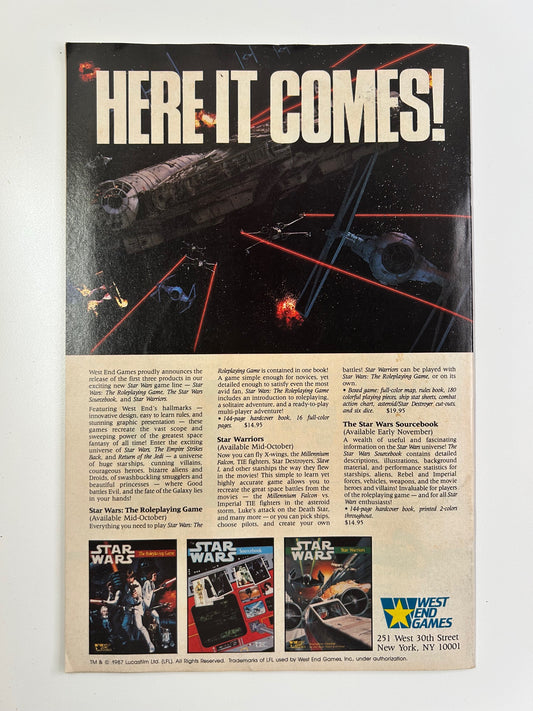 HERE IT COMES!
West End Games proudly announces the
release of the first three products in our
exciting new Star Wars game line — Star
Wars: The Roleplaying Game, The Star Wars
Sourcebook, and Star Warriors.
Featuring West End's hallmarks —
innovative design, easy to learn rules, and
stunning graphic presentation — these
games recreate the vast scope and
sweeping power of the greatest space
fantasy of all time! Enter the universe of
Star Wars, The Empire Strikes
Back, and Return of the Jedi — a universe
of huge starships, cunning villains,
courageous heroes, bizarre aliens and
Droids, of swashbuckling smugglers and
beautiful princesses — where Good
battles Evil, and the fate of the Galaxy lies
in your hands!
Star Wars: The Roleplaying Game
(Available Mid-October)
Everything you need to play Star Wars: The
Roleplaying Game is contained in one book!
A game simple enough for novices, yet
detailed enough to satisfy even the most
avid fan, Star Wars: The Roleplaying Game
includes an introduction to roleplaying,
a solitaire adventure, and a ready-to-play
multi-player adventure!
• 144-page hardcover book, 16 full-color
pages. $14.95
Star Warriors
(Available Mid-October)
Now you can fly X-wings, the Millennium
Falcon, TIE fighters, Star Destroyers, Slave
I, and other starships the way they flew
in the movies! This simple to learn yet
highly accurate game allows you to
recreate the great space battles from the
movies — the Millennium Falcon vs.
Imperial TIE fighters in the asteroid
storm, Luke's attack on the Death Star,
and many more — or you can pick ships,
choose pilots, and create your own
battles! Star Warriors can be played with
Star Wars: The Roleplaying Game, or on its
own.
• Boxed game: full-color map, rules book, 180
colorful playing pieces, ship stat sheets, combat
action chart, asteroid/Star Destroyer cut-outs,
and six dice. $19.95
The Star Wars Sourcebook
(Available Early November)
A wealth of useful and fascinating
information on the Star Wars universe! The
Star Wars Sourcebook contains detailed
descriptions, illustrations, background
material, and performance statistics for
starships, aliens, Rebel and Imperial
forces, vehicles, weapons, and the movie
heroes and villains! Invaluable for players
of the roleplaying game — and for all Star
Wars enthusiasts!
• 144-page hardcover book, printed 2-colors
throughout.
$14.95
STAR WARS
The Roleplaying Game
STAR WARS
Sourcebook
STAR WARS
Star Warriors
WEST
END
GAMES
251 West 30th Street
New York, NY 10001
TM & © 1987 Lucasfilm Ltd. (LFL). All Rights Reserved. Trademarks of LFL used by West End Games, Inc., under authorization.